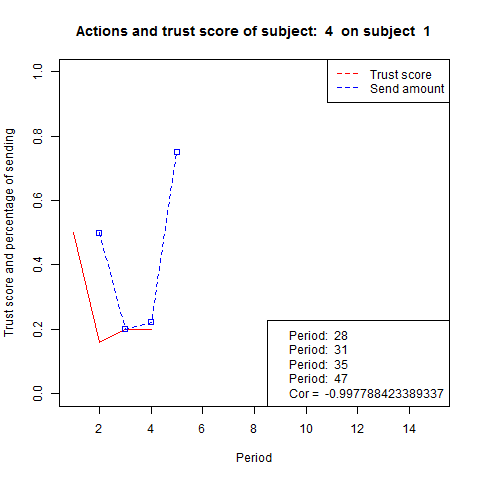 Actions and trust score of subject:  4  on subject  1
Trust score
Send amount
Trust score and percentage of sending
1.0
0.8
0.6
0.4
0.2
0.0
Period:  28
Period:  31
Period:  35
Period:  47
Cor =  -0.997788423389337
2 4 6 8 10 12 14
Period